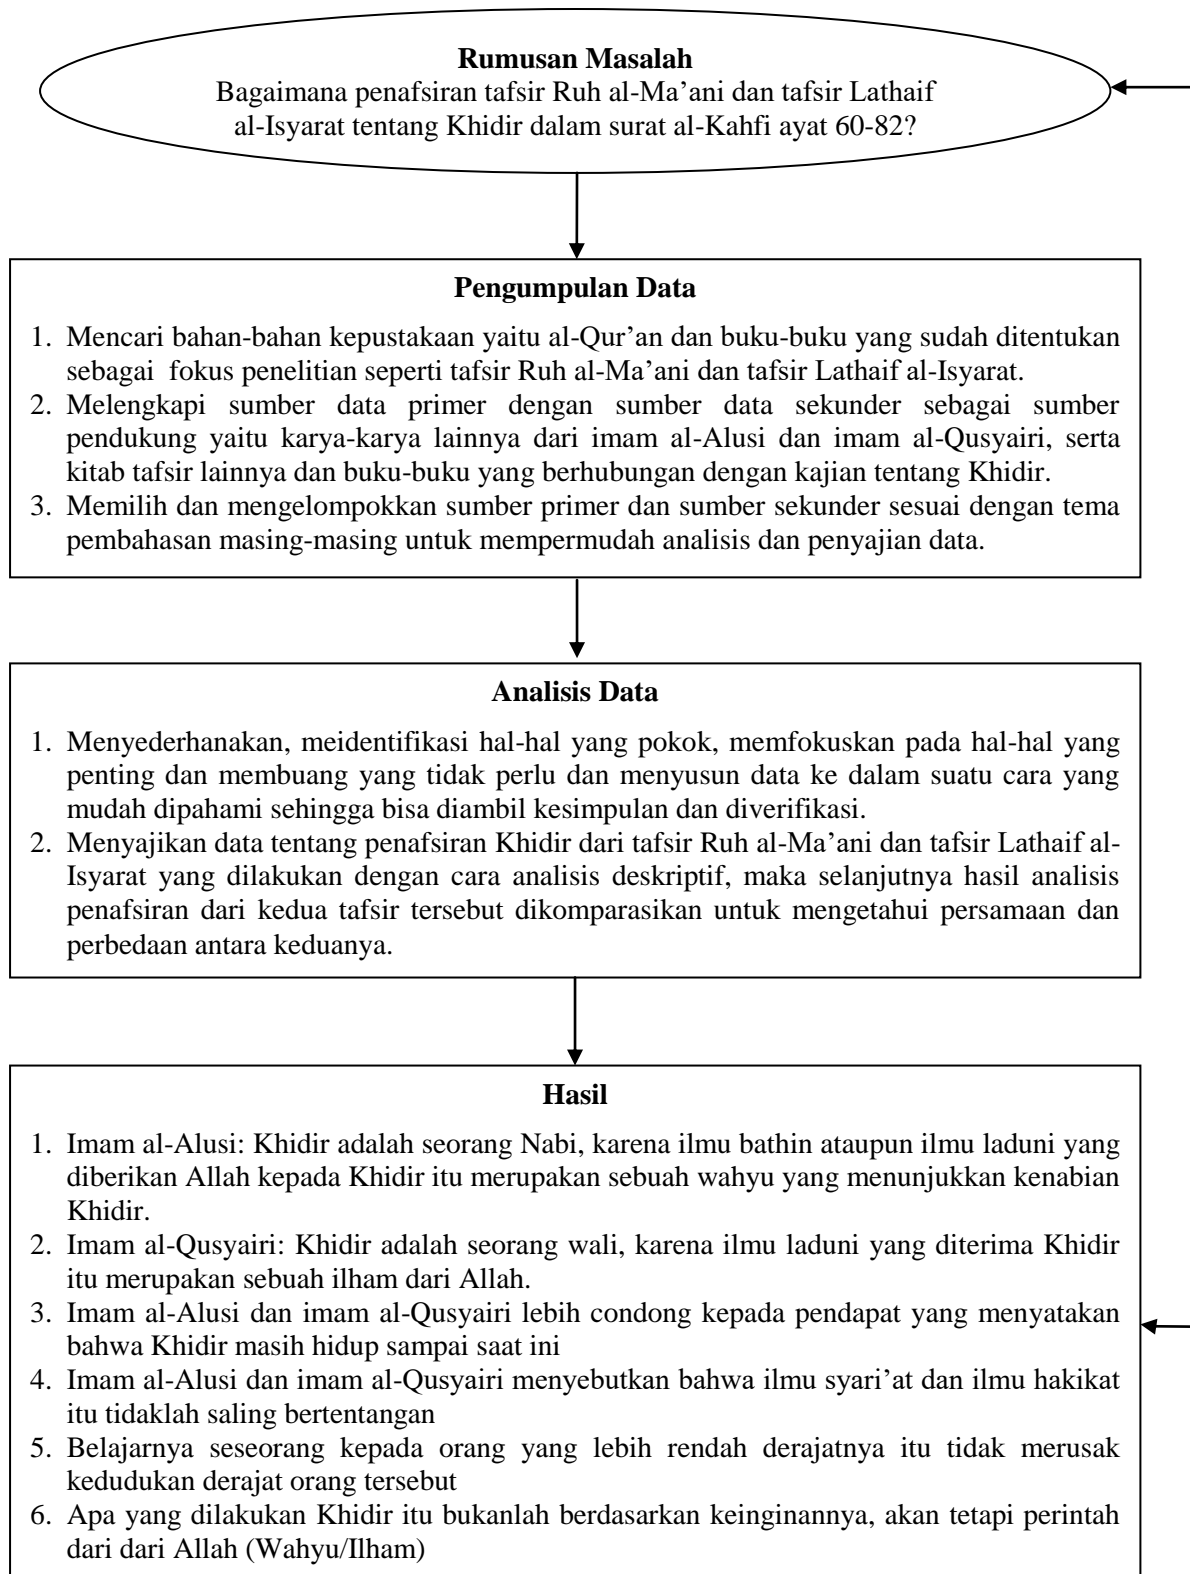 Rumusan Masalah
Bagaimana penafsiran tafsir Ruh al-Ma’ani dan tafsir Lathaif
al-Isyarat tentang Khidir dalam surat al-Kahfi ayat 60-82?
Pengumpulan Data
1. Mencari bahan-bahan kepustakaan yaitu al-Qur’an dan buku-buku yang sudah ditentukan
sebagai fokus penelitian seperti tafsir Ruh al-Ma’ani dan tafsir Lathaif al-Isyarat.
2. Melengkapi sumber data primer dengan sumber data sekunder sebagai sumber
pendukung yaitu karya-karya lainnya dari imam al-Alusi dan imam al-Qusyairi, serta
kitab tafsir lainnya dan buku-buku yang berhubungan dengan kajian tentang Khidir.
3. Memilih dan mengelompokkan sumber primer dan sumber sekunder sesuai dengan tema
pembahasan masing-masing untuk mempermudah analisis dan penyajian data.
Analisis Data
1. Menyederhanakan, meidentifikasi hal-hal yang pokok, memfokuskan pada hal-hal yang
penting dan membuang yang tidak perlu dan menyusun data ke dalam suatu cara yang
mudah dipahami sehingga bisa diambil kesimpulan dan diverifikasi.
2. Menyajikan data tentang penafsiran Khidir dari tafsir Ruh al-Ma’ani dan tafsir Lathaif al-
Isyarat yang dilakukan dengan cara analisis deskriptif, maka selanjutnya hasil analisis
penafsiran dari kedua tafsir tersebut dikomparasikan untuk mengetahui persamaan dan
perbedaan antara keduanya.
Hasil
1. Imam al-Alusi: Khidir adalah seorang Nabi, karena ilmu bathin ataupun ilmu laduni yang
diberikan Allah kepada Khidir itu merupakan sebuah wahyu yang menunjukkan kenabian
Khidir.
2. Imam al-Qusyairi: Khidir adalah seorang wali, karena ilmu laduni yang diterima Khidir
itu merupakan sebuah ilham dari Allah.
3. Imam al-Alusi dan imam al-Qusyairi lebih condong kepada pendapat yang menyatakan
bahwa Khidir masih hidup sampai saat ini
4. Imam al-Alusi dan imam al-Qusyairi menyebutkan bahwa ilmu syari’at dan ilmu hakikat
itu tidaklah saling bertentangan
5. Belajarnya seseorang kepada orang yang lebih rendah derajatnya itu tidak merusak
kedudukan derajat orang tersebut
6. Apa yang dilakukan Khidir itu bukanlah berdasarkan keinginannya, akan tetapi perintah
dari dari Allah (Wahyu/Ilham)